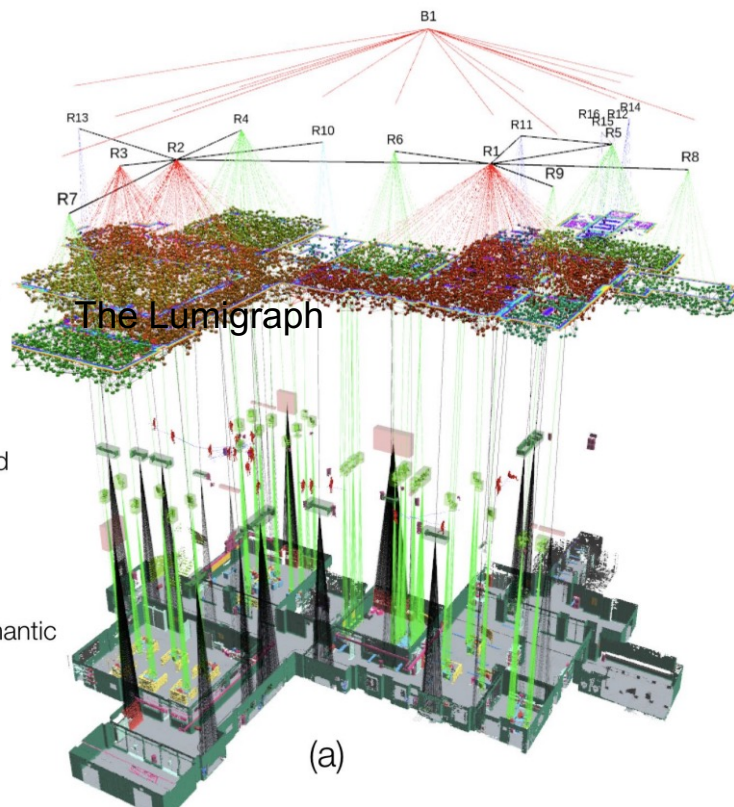 B1
R13
R4
R16 R12 R14
R15
R2
R10
R6
R11
R5
R3
R1
R8
R7
R9
The Lumigraph
d
nantic
(a)